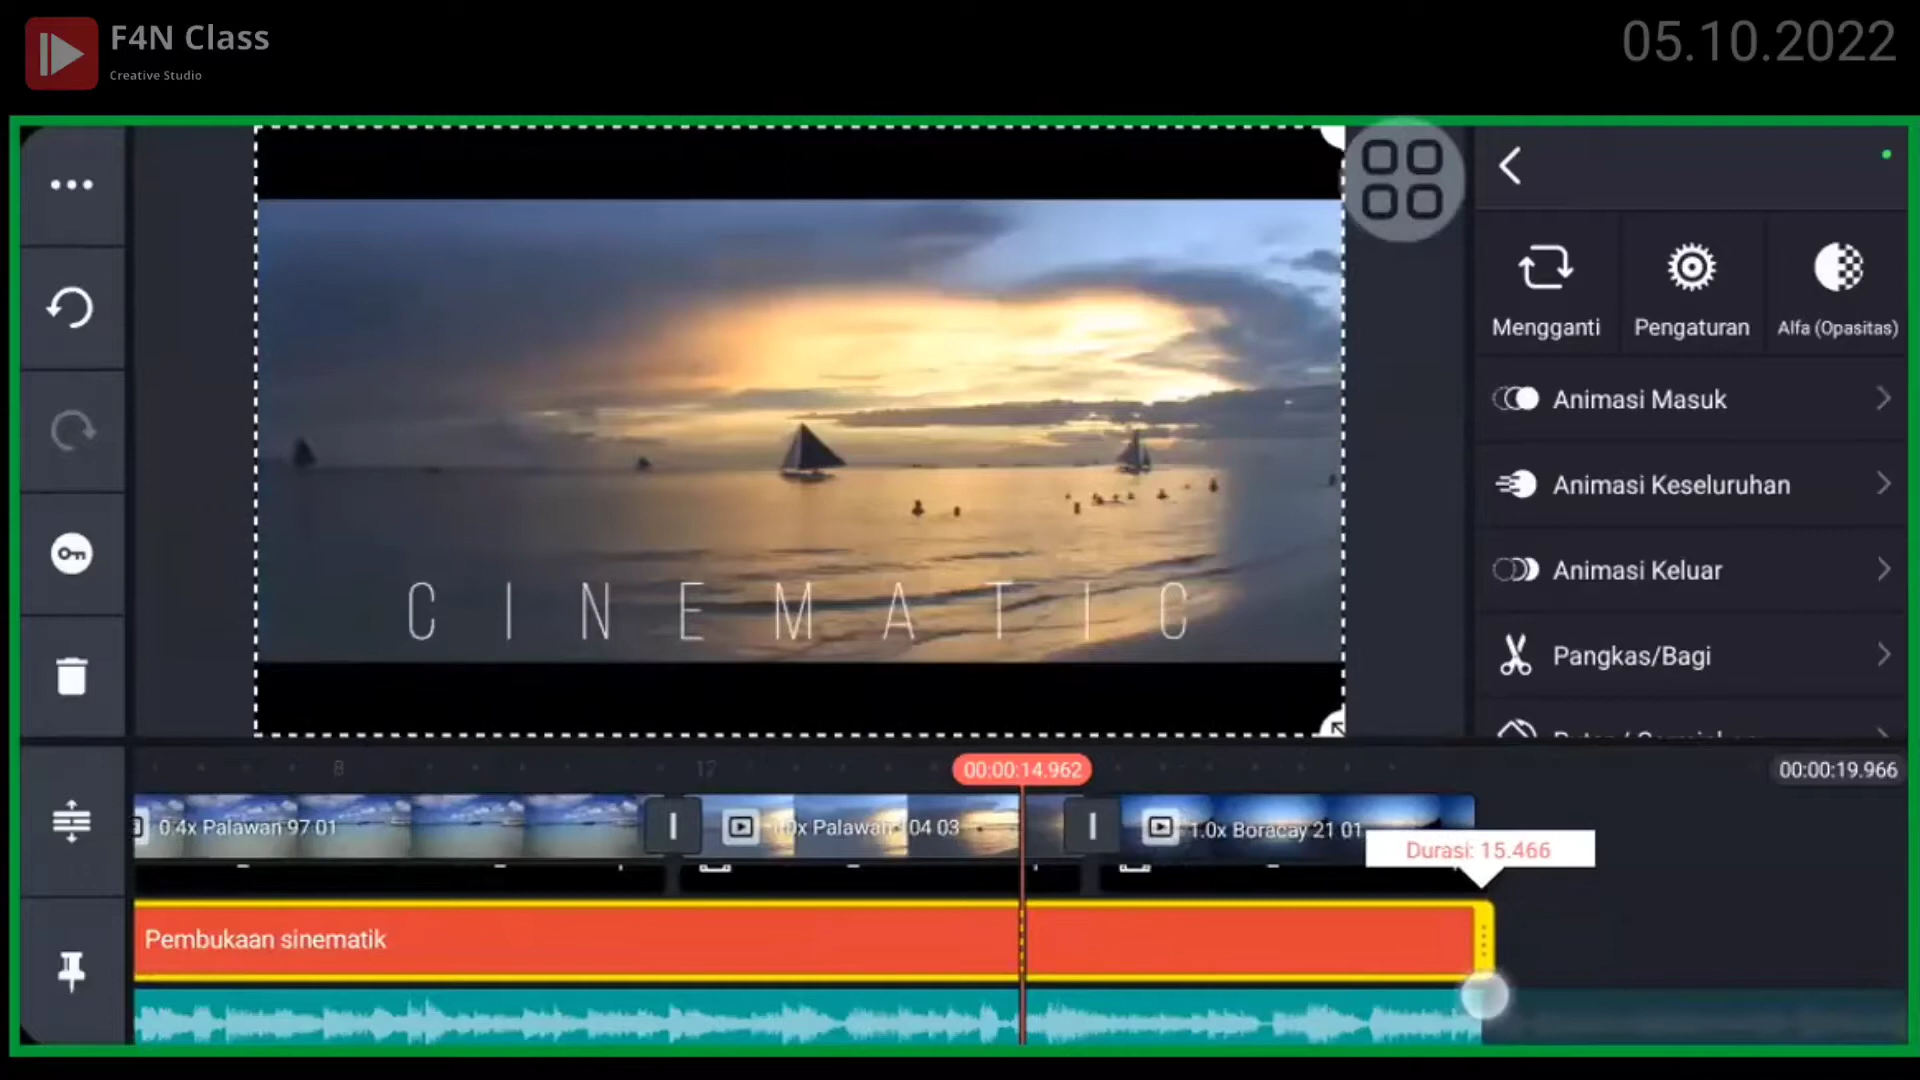 F4N Class
Creative Studio
05.10.2022
Mengganti
Pengaturan
Alfa (Opasitas)
Animasi Masuk
Animasi Keseluruhan
Animasi Keluar
Pangkas/Bagi
C I N E M A T I C
8
12
00:00:14.962
00:00:19.966
0.4x Palawan 97 01
Palawan 04 03
1.0x Boracay 21 01
Durasi: 15.466
Pembukaan sinematik